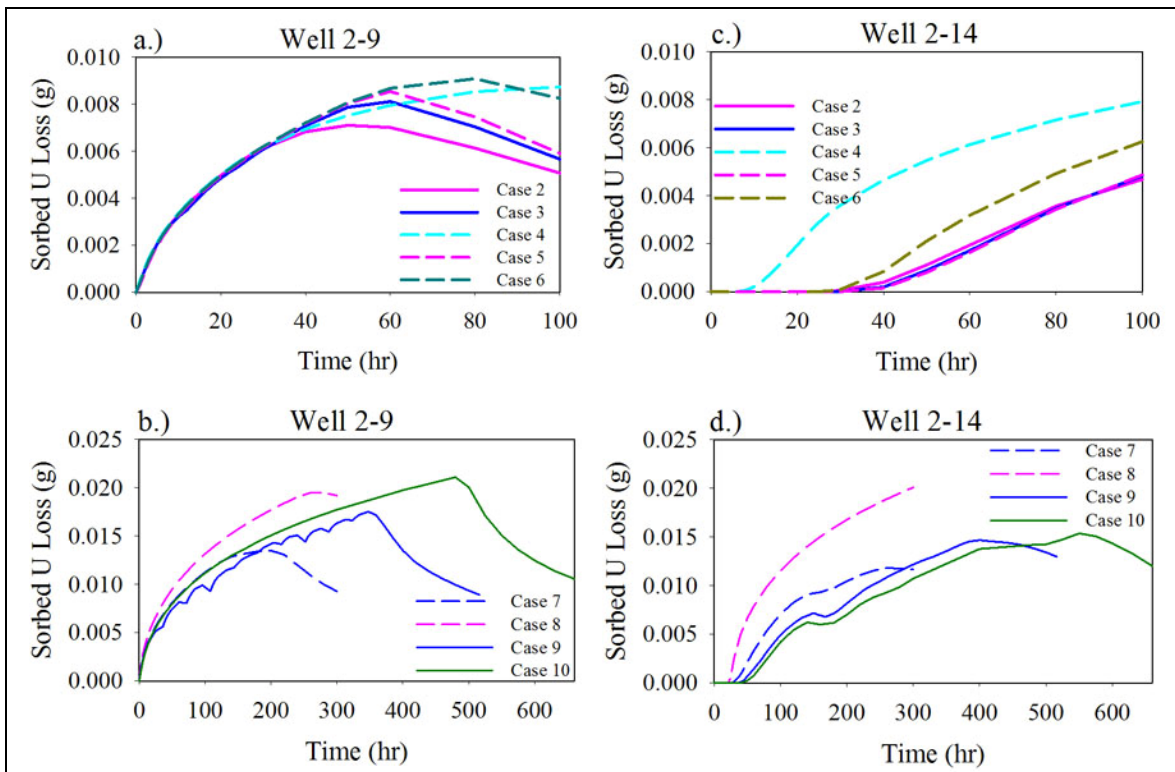 a.) Well 2-9
Sorbed U Loss (g)
0.010
0.008
0.006
0.004
0.002
0.000
Case 2
Case 3
Case 4
Case 5
Case 6
0 20 40 60 80 100
Time (hr)
c.) Well 2-14
Sorbed U Loss (g)
0.010
0.008
0.006
0.004
0.002
0.000
Case 2
Case 3
Case 4
Case 5
Case 6
0 20 40 60 80 100
Time (hr)
b.) Well 2-9
Sorbed U Loss (g)
0.025
0.020
0.015
0.010
0.005
0.000
Case 7
Case 8
Case 9
Case 10
0 100 200 300 400 500 600
Time (hr)
d.) Well 2-14
Sorbed U Loss (g)
0.025
0.020
0.015
0.010
0.005
0.000
Case 7
Case 8
Case 9
Case 10
0 100 200 300 400 500 600
Time (hr)